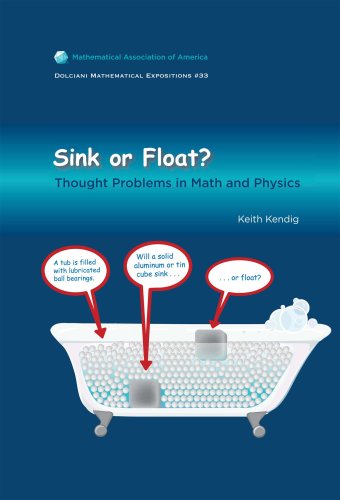 Mathematical Association of America
DOLCIANI MATHEMATICAL EXPOSITIONS #33
Sink or Float?
Thought Problems in Math and Physics
Keith Kendig
A tub is filled
with lubricated
ball bearings.
Will a solid
aluminum or tin
cube sink . . .
. . . or float?